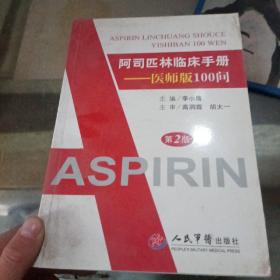 ASPIRIN LINCHUANG SHOUCE
YISHIBAN 100 WEN
阿司匹林临床手册
——医师版100问
主 编 李小鹰
主 审 高润霖 胡大一
第2版
ASPIRIN
人民軍醫出版社
PEOPLE'S MILITARY MEDICAL PRESS